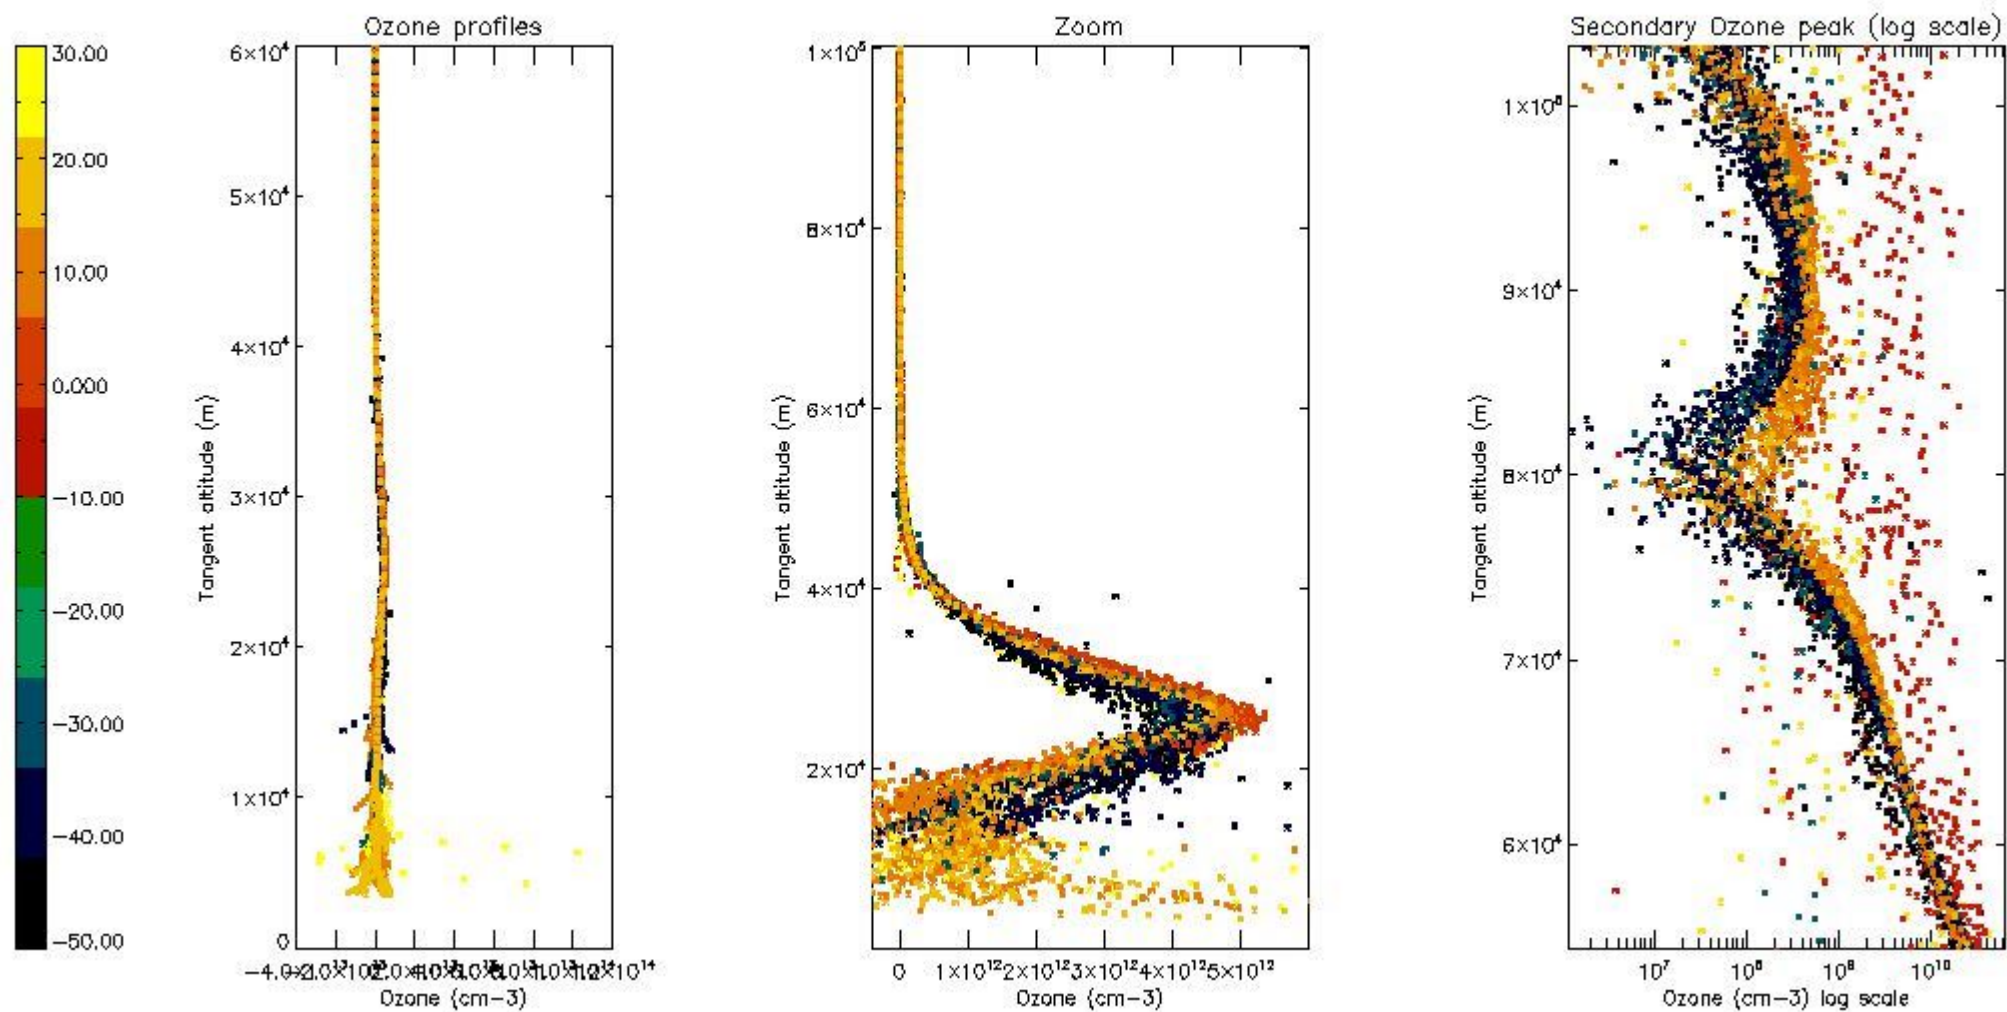 Ozone profiles
Zoom
Secondary Ozone peak (log scale)
30.00
20.00
10.00
0.000
-10.00
-20.00
-30.00
-40.00
-50.00
Tangent altitude (m)
6×10⁴
5×10⁴
4×10⁴
3×10⁴
2×10⁴
1×10⁴
0
Ozone (cm-3)
Tangent altitude (m)
1×10⁵
8×10⁴
6×10⁴
4×10⁴
2×10⁴
0 1×10¹² 2×10¹² 3×10¹² 4×10¹² 5×10¹²
Ozone (cm-3)
Tangent altitude (m)
1×10⁵
9×10⁴
8×10⁴
7×10⁴
6×10⁴
10⁷ 10⁸ 10⁹ 10¹⁰
Ozone (cm-3) log scale